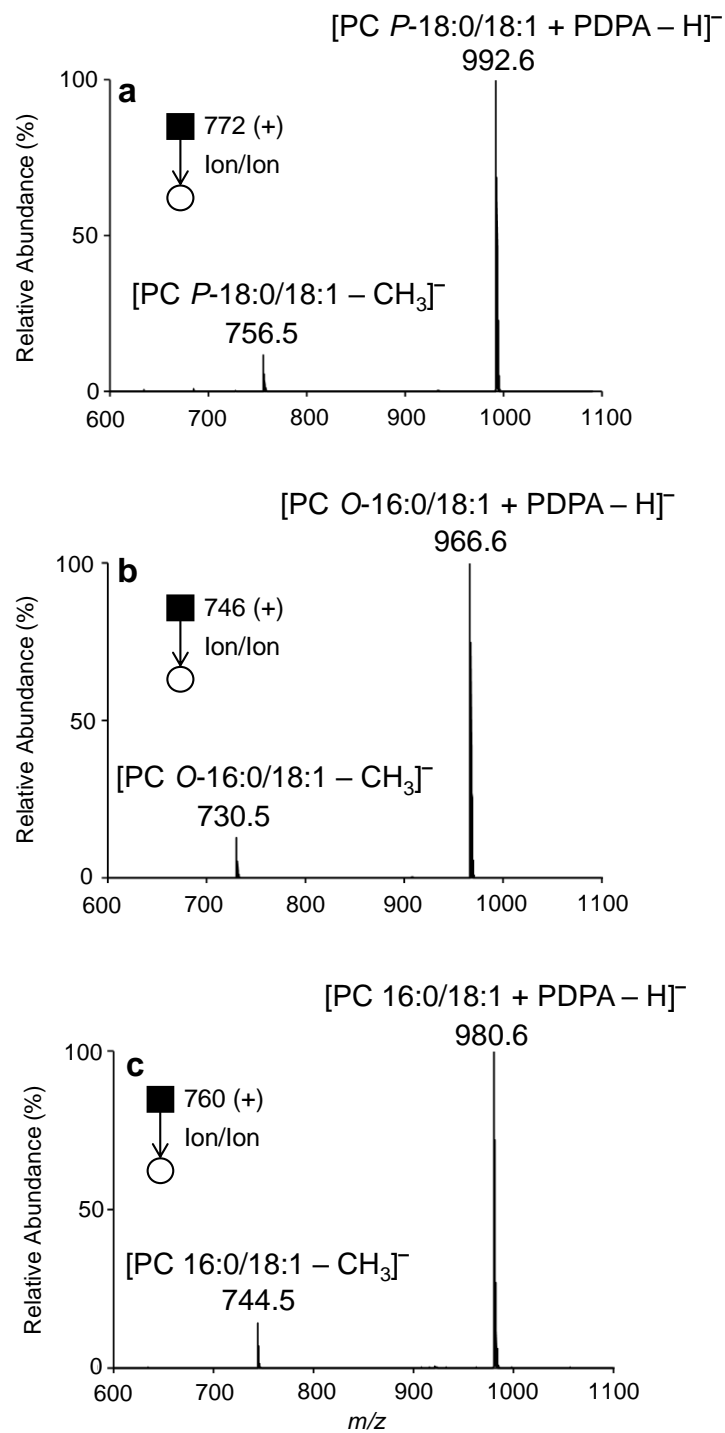 [PC P-18:0/18:1 + PDPA – H]⁻
992.6
100
a
772 (+)
Ion/Ion
50
[PC P-18:0/18:1 – CH₃]⁻
756.5
0
600 700 800 900 1000 1100
Relative Abundance (%)
[PC O-16:0/18:1 + PDPA – H]⁻
966.6
100
b
746 (+)
Ion/Ion
50
[PC O-16:0/18:1 – CH₃]⁻
730.5
0
600 700 800 900 1000 1100
Relative Abundance (%)
[PC 16:0/18:1 + PDPA – H]⁻
980.6
100
c
760 (+)
Ion/Ion
50
[PC 16:0/18:1 – CH₃]⁻
744.5
0
600 700 800 900 1000 1100
Relative Abundance (%)
m/z